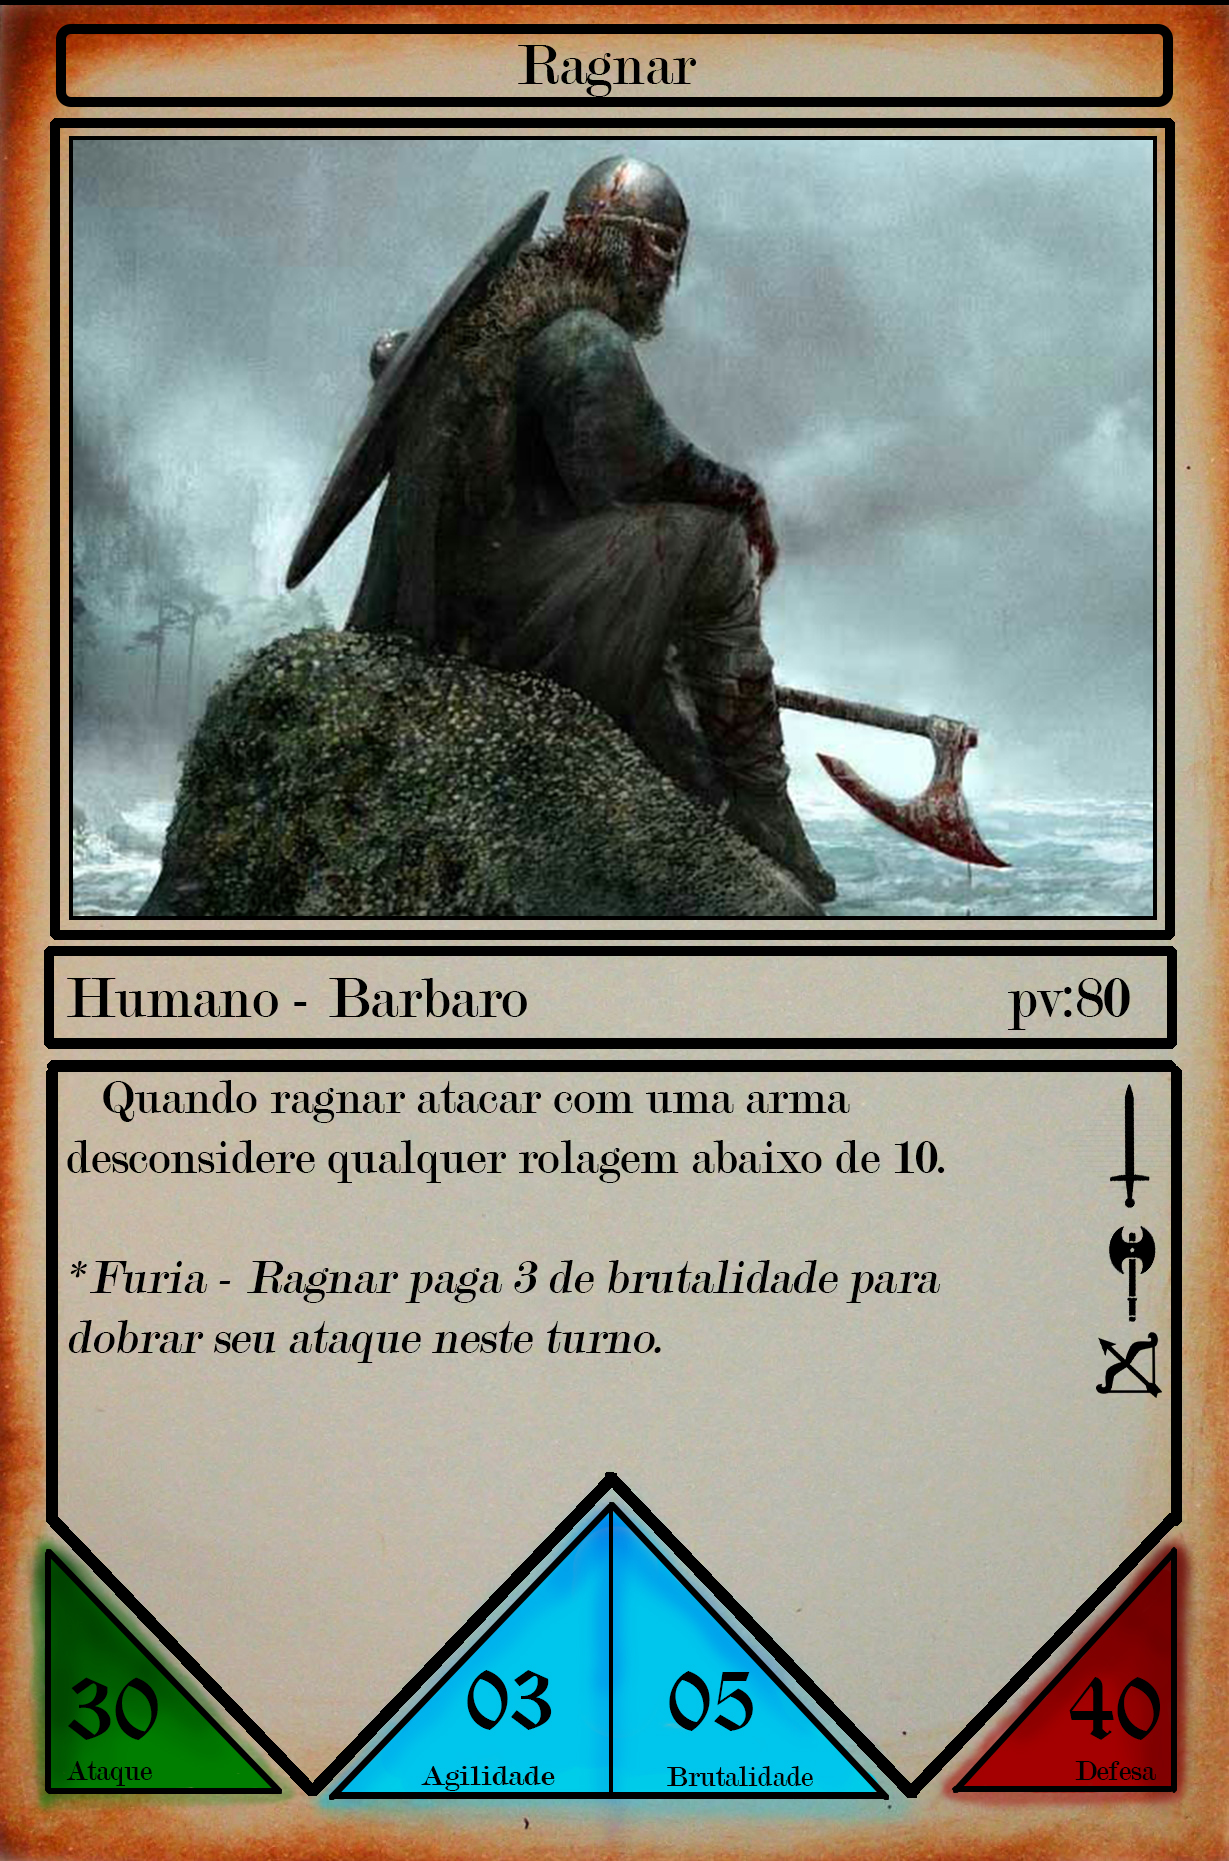 Ragnar
Humano - Barbaro pv:80
Quando ragnar atacar com uma arma
desconsidere qualquer rolagem abaixo de 10.
*Furia - Ragnar paga 3 de brutalidade para
dobrar seu ataque neste turno.
30 03 05 40
Ataque Agilidade Brutalidade Defesa